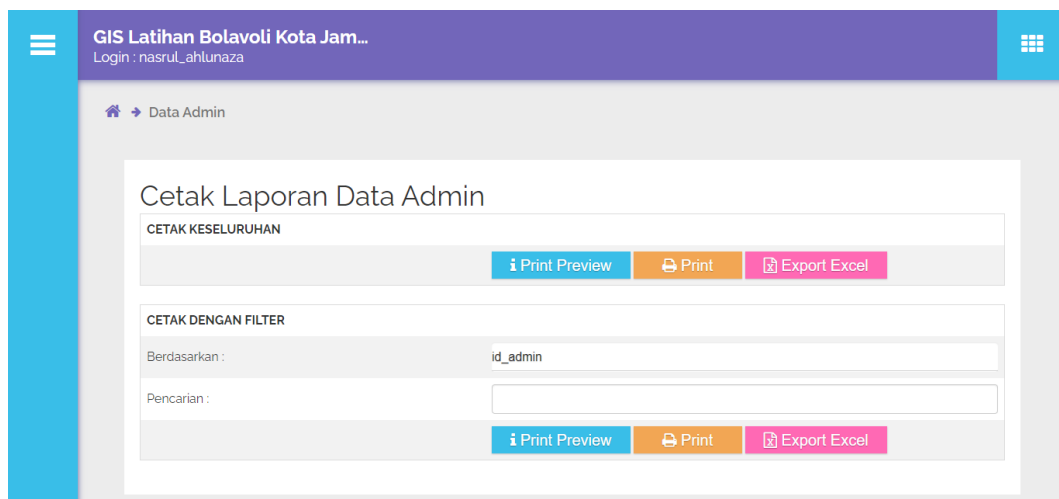 GIS Latihan Bolavoli Kota Jam...
Login : nasrul_ahlunaza
Data Admin
Cetak Laporan Data Admin
CETAK KESELURUHAN
Print Preview Print Export Excel
CETAK DENGAN FILTER
Berdasarkan : id_admin
Pencarian :
Print Preview Print Export Excel